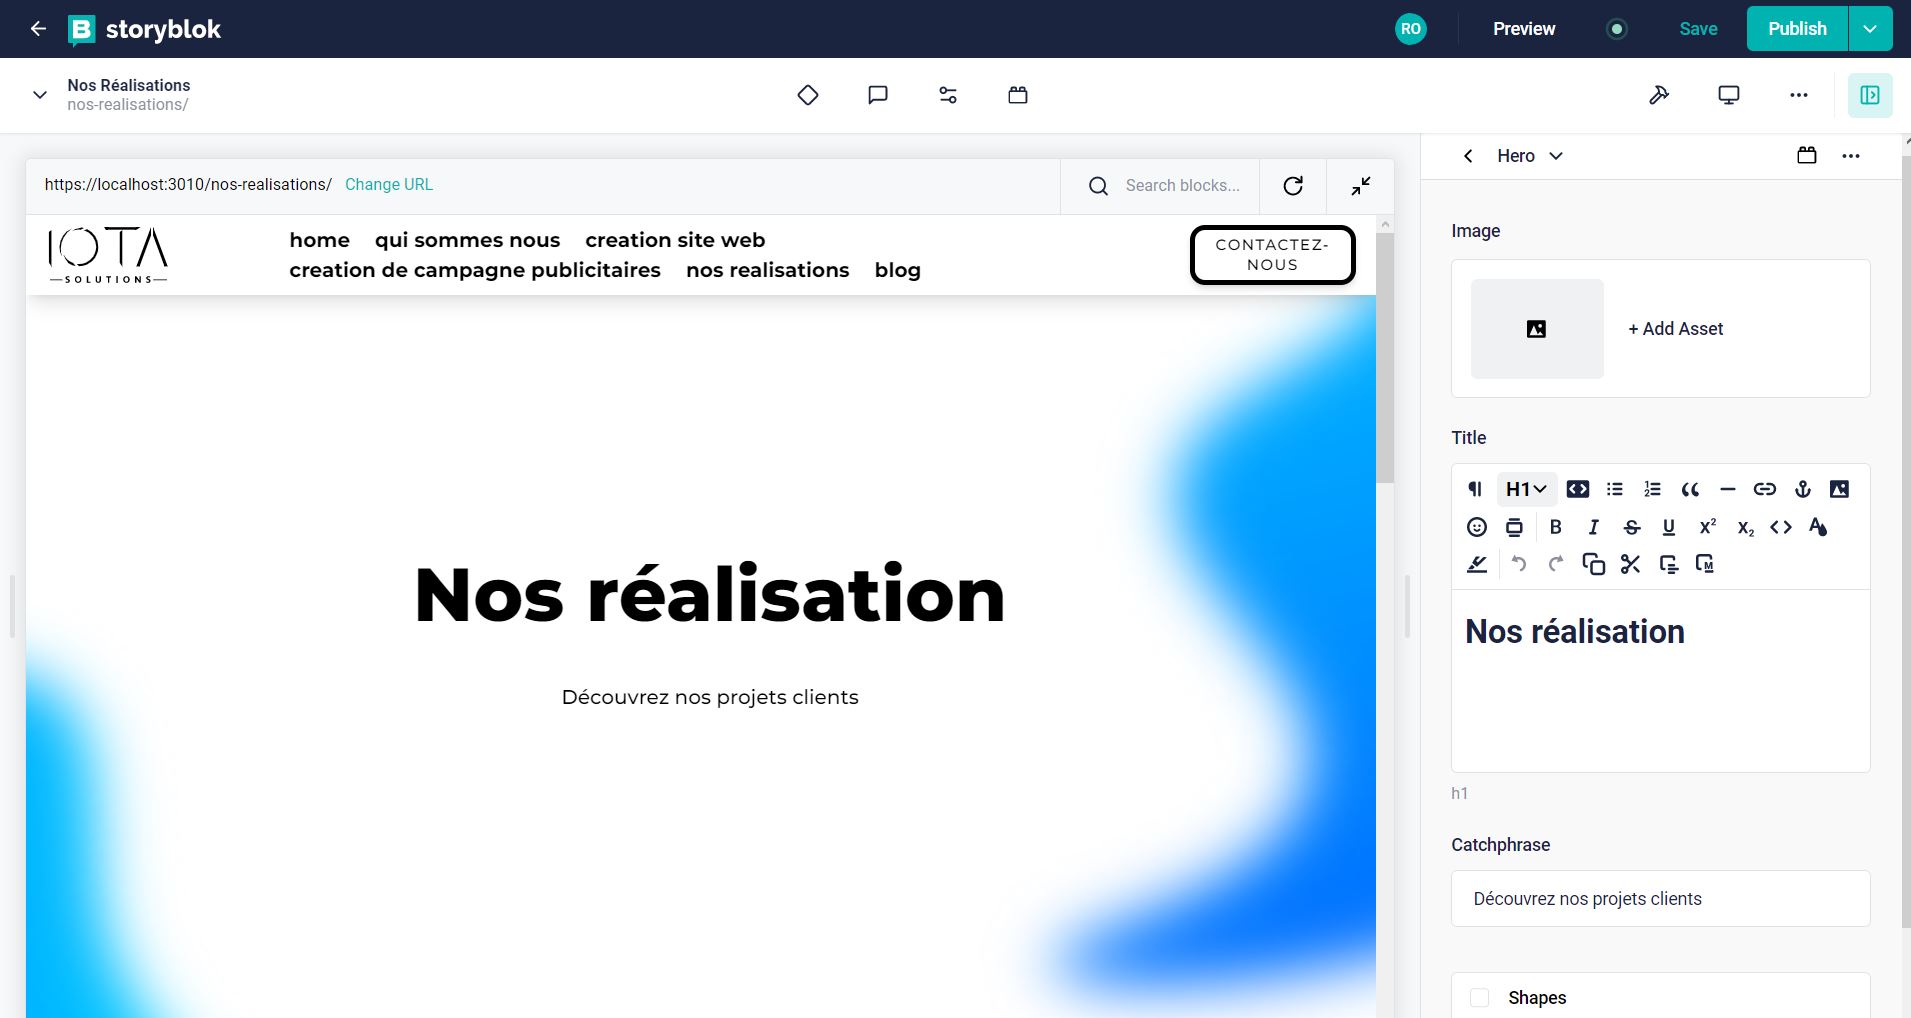 storyblok
RO
Preview
Save
Publish
Nos Réalisations
nos-realisations/
https://localhost:3010/nos-realisations/ Change URL
Search blocks...
IOTA
SOLUTIONS
home qui sommes nous creation site web
creation de campagne publicitaires nos realisations blog
CONTACTEZ-
NOUS
Nos réalisation
Découvrez nos projets clients
Hero
Image
+ Add Asset
Title
H1
Nos réalisation
h1
Catchphrase
Découvrez nos projets clients
Shapes